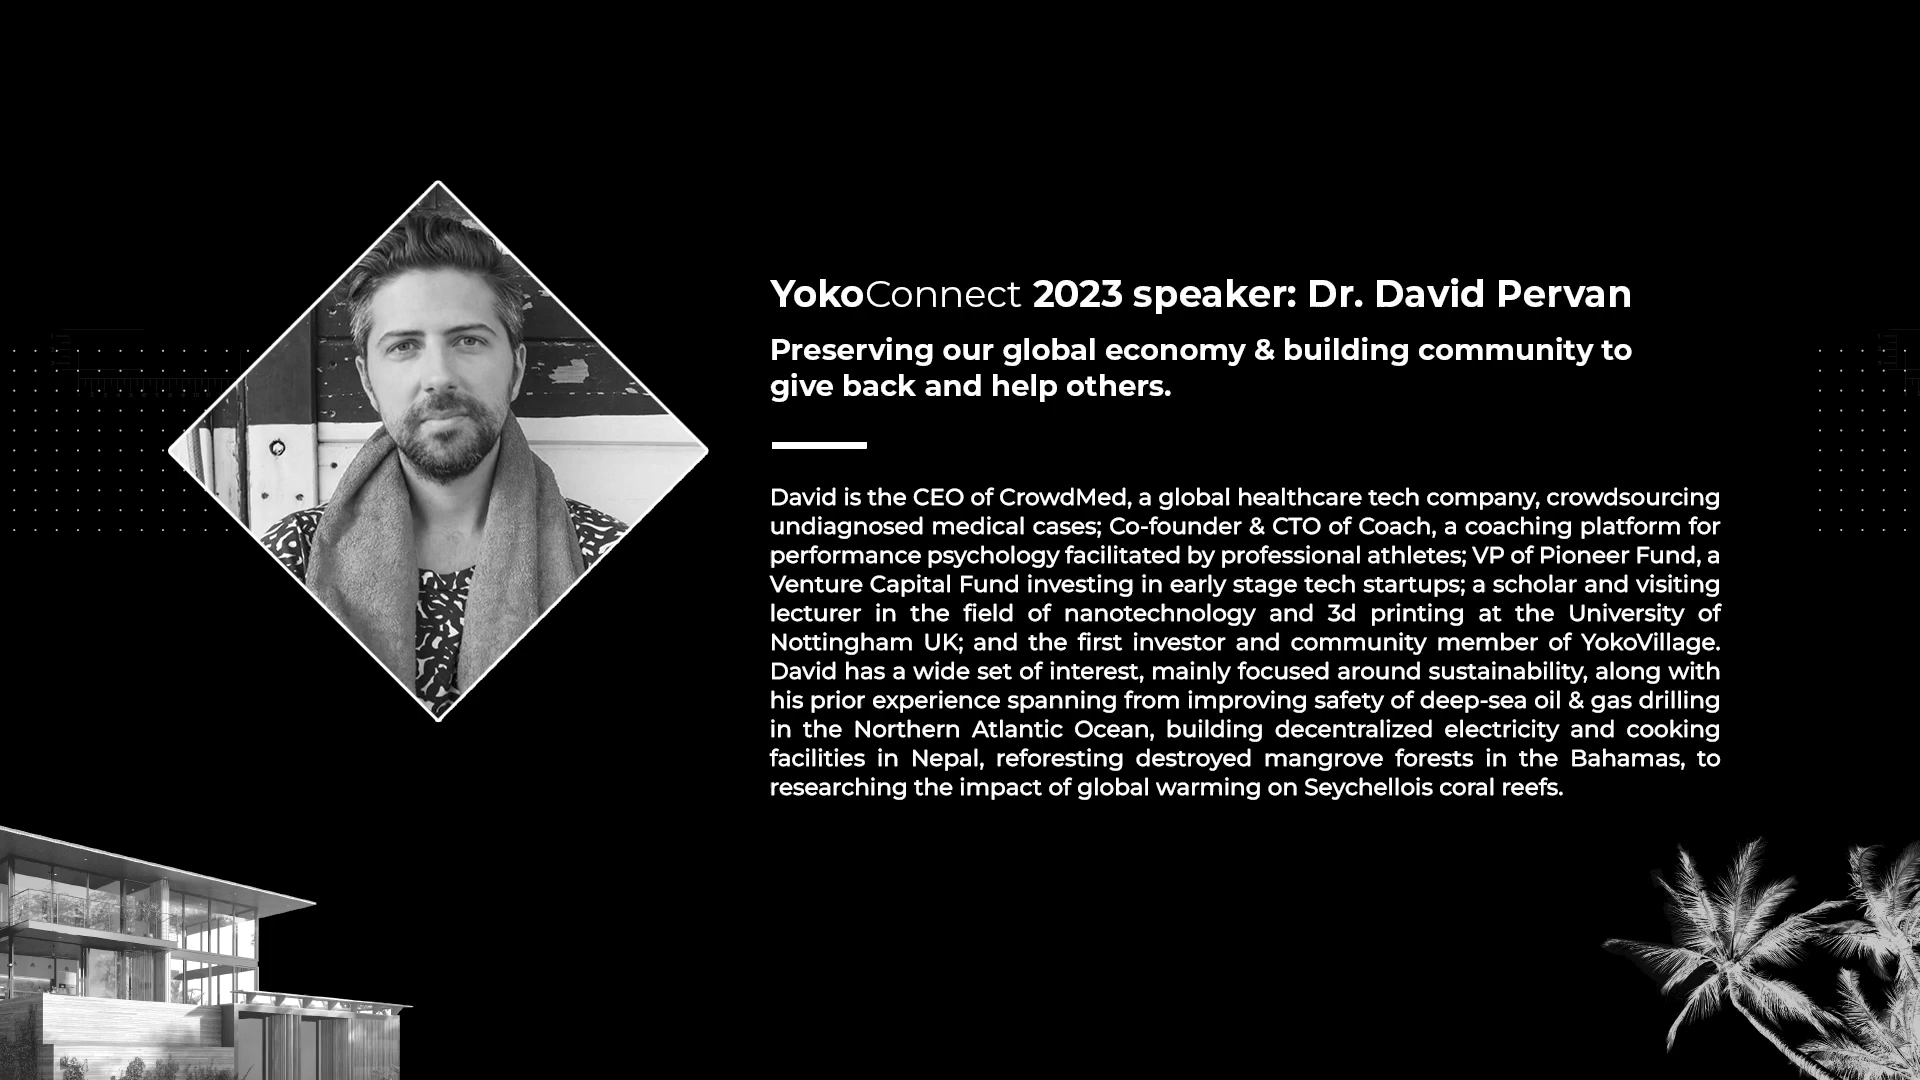 YokoConnect 2023 speaker: Dr. David Pervan
Preserving our global economy & building community to
give back and help others.
David is the CEO of CrowdMed, a global healthcare tech company, crowdsourcing
undiagnosed medical cases; Co-founder & CTO of Coach, a coaching platform for
performance psychology facilitated by professional athletes; VP of Pioneer Fund, a
Venture Capital Fund investing in early stage tech startups; a scholar and visiting
lecturer in the field of nanotechnology and 3d printing at the University of
Nottingham UK; and the first investor and community member of YokoVillage.
David has a wide set of interest, mainly focused around sustainability, along with
his prior experience spanning from improving safety of deep-sea oil & gas drilling
in the Northern Atlantic Ocean, building decentralized electricity and cooking
facilities in Nepal, reforesting destroyed mangrove forests in the Bahamas, to
researching the impact of global warming on Seychellois coral reefs.